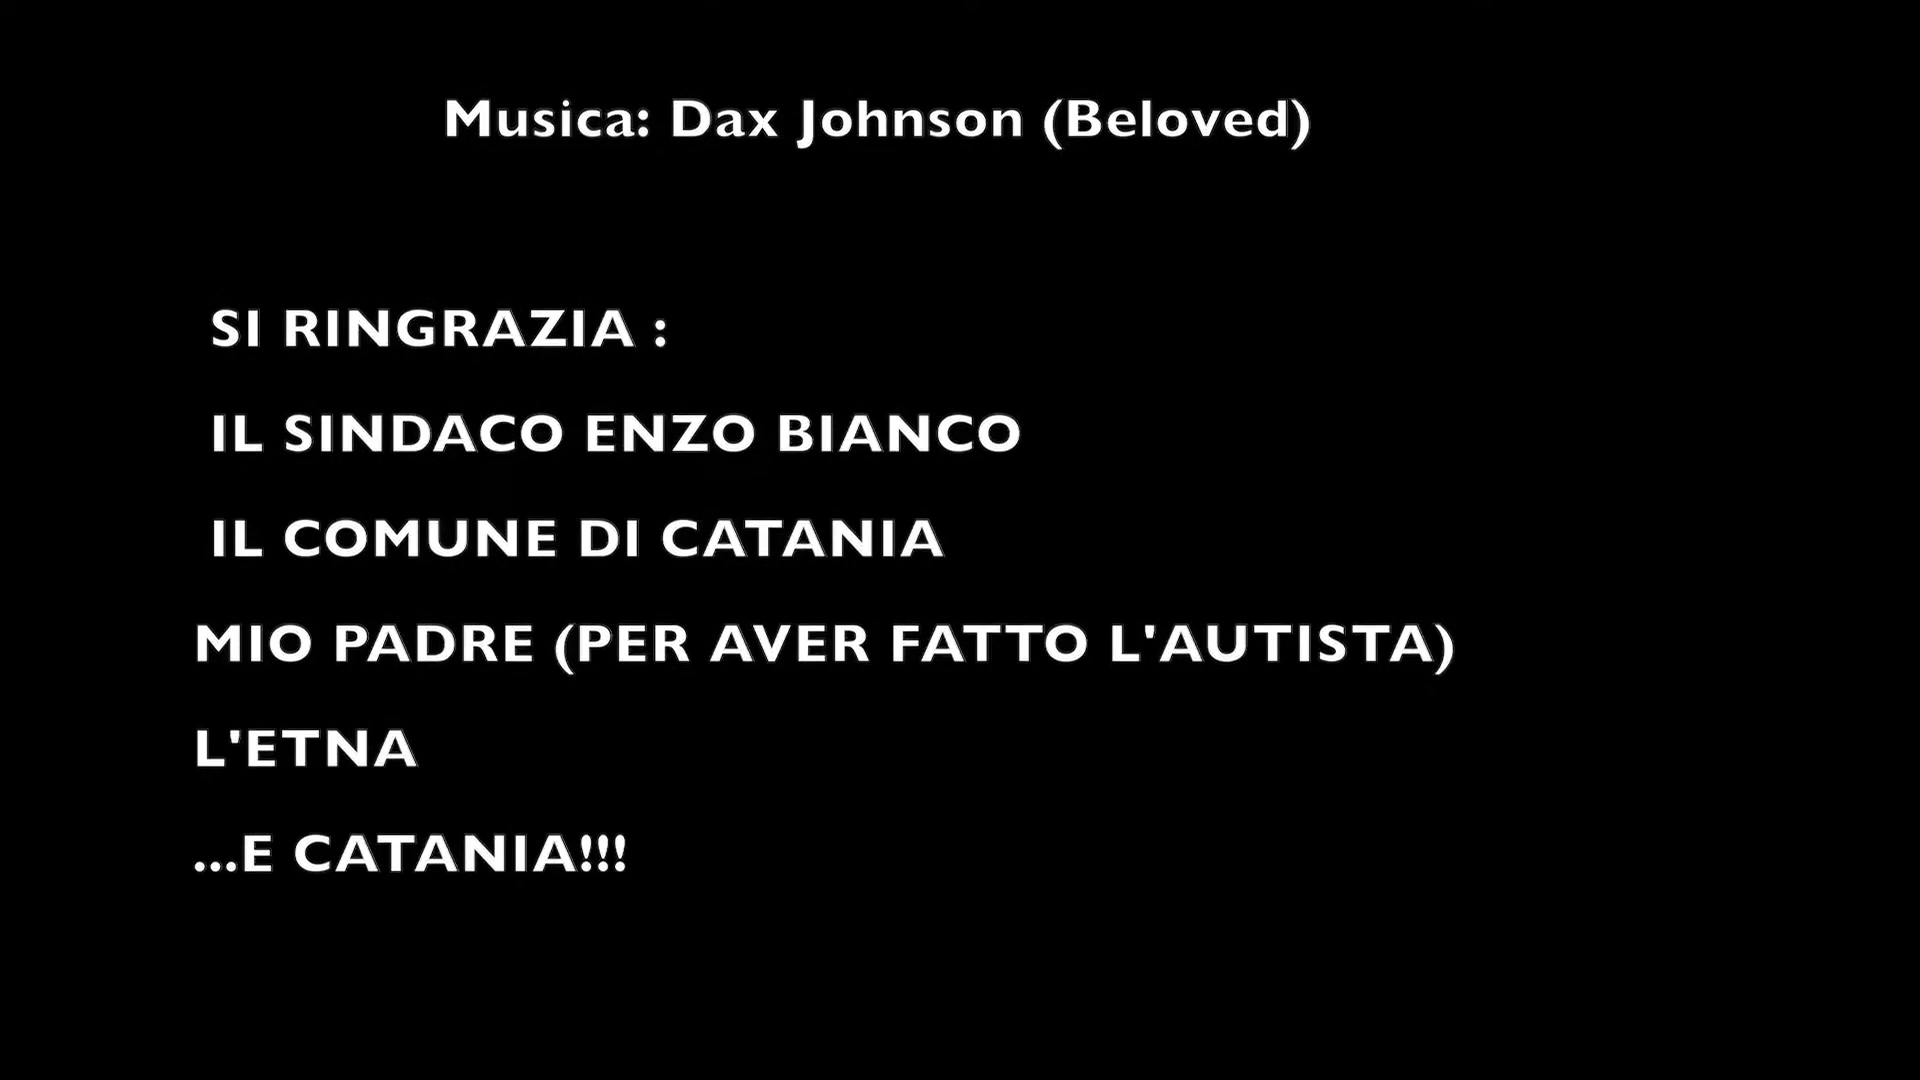 Musica: Dax Johnson (Beloved)
SI RINGRAZIA :
IL SINDACO ENZO BIANCO
IL COMUNE DI CATANIA
MIO PADRE (PER AVER FATTO L'AUTISTA)
L'ETNA
...E CATANIA!!!